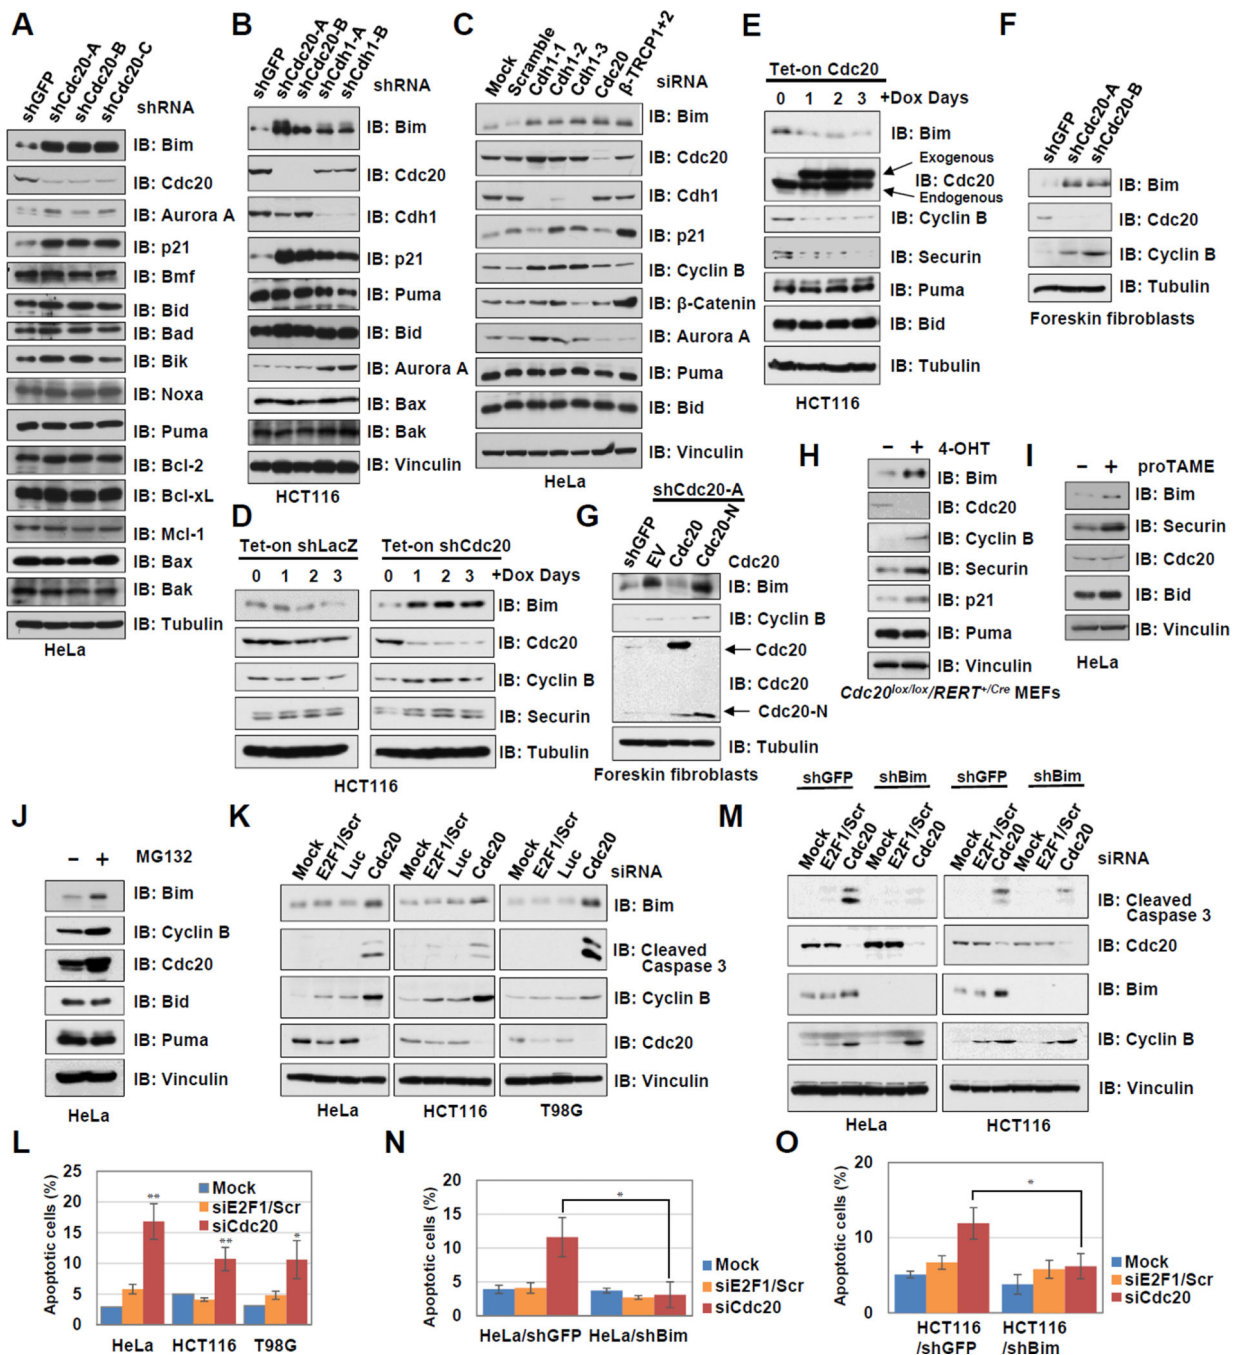 A
shGFP
shCdc20-A
shCdc20-B
shCdc20-C
shRNA
IB: Bim
IB: Cdc20
IB: Aurora A
IB: p21
IB: Bmf
IB: Bid
IB: Bad
IB: Bik
IB: Noxa
IB: Puma
IB: Bcl-2
IB: Bcl-xL
IB: Mcl-1
IB: Bax
IB: Bak
IB: Tubulin
HeLa
B
shGFP
shCdc20-A
shCdc20-B
shCdh1-A
shCdh1-B
shRNA
IB: Bim
IB: Cdc20
IB: Cdh1
IB: p21
IB: Puma
IB: Bid
IB: Aurora A
IB: Bax
IB: Bak
IB: Vinculin
HCT116
C
Mock
Scramble
Cdh1-1
Cdh1-2
Cdh1-3
Cdc20
β-TRCP1+2
siRNA
IB: Bim
IB: Cdc20
IB: Cdh1
IB: p21
IB: Cyclin B
IB: β-Catenin
IB: Aurora A
IB: Puma
IB: Bid
IB: Vinculin
HeLa
D
Tet-on shLacZ
Tet-on shCdc20
0 1 2 3
0 1 2 3
+Dox Days
IB: Bim
IB: Cdc20
IB: Cyclin B
IB: Securin
IB: Tubulin
HCT116
E
Tet-on Cdc20
0 1 2 3 +Dox Days
IB: Bim
Exogenous
IB: Cdc20
Endogenous
IB: Cyclin B
IB: Securin
IB: Puma
IB: Bid
IB: Tubulin
HCT116
F
shGFP
shCdc20-A
shCdc20-B
IB: Bim
IB: Cdc20
IB: Cyclin B
IB: Tubulin
Foreskin fibroblasts
G
shCdc20-A
shGFP
EV
Cdc20
Cdc20-N
Cdc20
IB: Bim
IB: Cyclin B
Cdc20
IB: Cdc20
Cdc20-N
IB: Tubulin
Foreskin fibroblasts
H
− + 4-OHT
IB: Bim
IB: Cdc20
IB: Cyclin B
IB: Securin
IB: p21
IB: Puma
IB: Vinculin
Cdc20lox/lox/RERT+/Cre MEFs
I
− + proTAME
IB: Bim
IB: Securin
IB: Cdc20
IB: Bid
IB: Vinculin
HeLa
J
− + MG132
IB: Bim
IB: Cyclin B
IB: Cdc20
IB: Bid
IB: Puma
IB: Vinculin
HeLa
K
Mock
E2F1/Scr
Luc
Cdc20
Mock
E2F1/Scr
Luc
Cdc20
Mock
E2F1/Scr
Luc
Cdc20
siRNA
IB: Bim
IB: Cleaved
Caspase 3
IB: Cyclin B
IB: Cdc20
IB: Vinculin
HeLa
HCT116
T98G
M
shGFP
shBim
shGFP
shBim
Mock
E2F1/Scr
Cdc20
Mock
E2F1/Scr
Cdc20
Mock
E2F1/Scr
Cdc20
Mock
E2F1/Scr
Cdc20
siRNA
IB: Cleaved
Caspase 3
IB: Cdc20
IB: Bim
IB: Cyclin B
IB: Vinculin
HeLa
HCT116
L
Apoptotic cells (%)
25
20
15
10
5
0
Mock
siE2F1/Scr
siCdc20
**
**
*
HeLa
HCT116
T98G
N
Apoptotic cells (%)
20
15
10
5
0
*
Mock
siE2F1/Scr
siCdc20
HeLa/shGFP
HeLa/shBim
O
Apoptotic cells (%)
20
10
0
*
Mock
siE2F1/Scr
siCdc20
HCT116
/shGFP
HCT116
/shBim